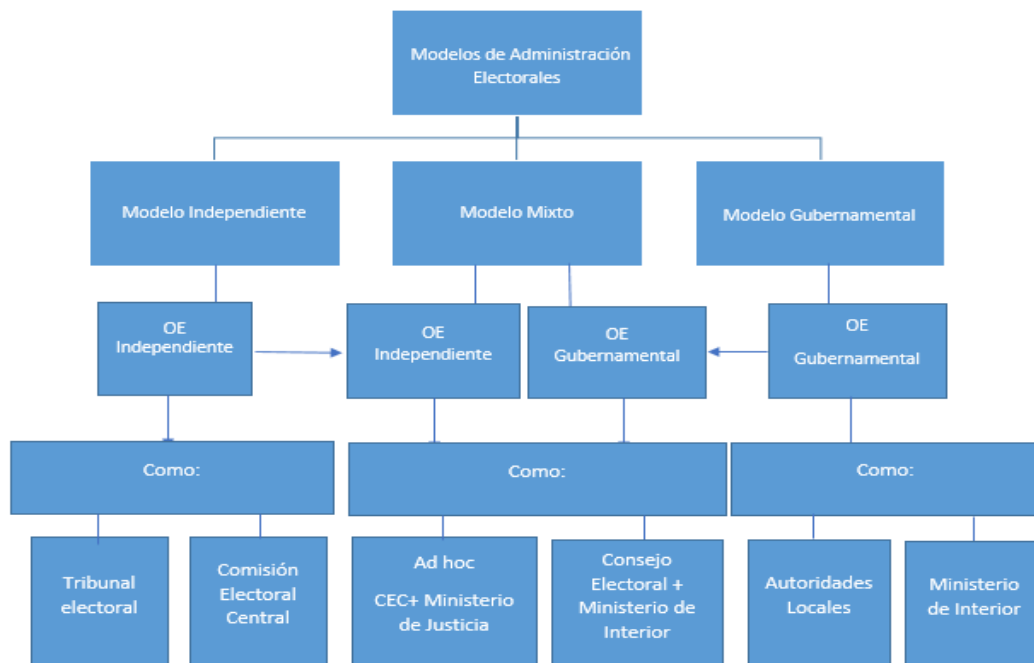 Modelos de Administración
Electorales
Modelo Independiente
Modelo Mixto
Modelo Gubernamental
OE
Independiente
OE
Independiente
OE
Gubernamental
OE
Gubernamental
Como:
Como:
Como:
Tribunal
electoral
Comisión
Electoral
Central
Ad hoc
CEC+ Ministerio
de Justicia
Consejo
Electoral +
Ministerio de
Interior
Autoridades
Locales
Ministerio
de Interior